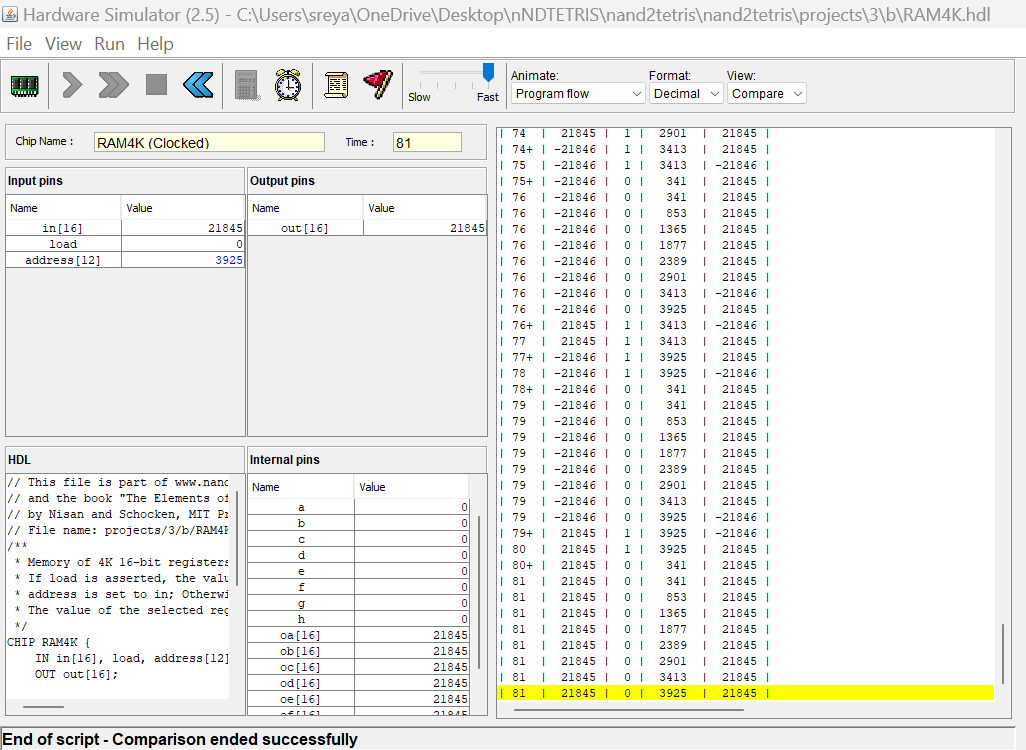 Hardware Simulator (2.5) - C:\Users\sreya\OneDrive\Desktop\nNDTETRIS\nand2tetris\nand2tetris\projects\3\b\RAM4K.hdl
File View Run Help
Slow Fast
Animate: Format: View:
Program flow Decimal Compare
Chip Name : RAM4K (Clocked) Time : 81
Input pins
Name Value
in[16] 21845
load 0
address[12] 3925
Output pins
Name Value
out[16] 21845
HDL
// This file is part of www.nand
// and the book "The Elements of
// by Nisan and Schocken, MIT Pr
// File name: projects/3/b/RAM4K
/**
* Memory of 4K 16-bit registers
* If load is asserted, the valu
* address is set to in; Otherwi
* The value of the selected reg
*/
CHIP RAM4K {
IN in[16], load, address[12]
OUT out[16];
Internal pins
Name Value
a 0
b 0
c 0
d 0
e 0
f 0
g 0
h 0
oa[16] 21845
ob[16] 21845
oc[16] 21845
od[16] 21845
oe[16] 21845
of[16] 21845
| 74 | 21845 | 1 | 2901 | 21845 |
| 74+ | -21846 | 1 | 3413 | 21845 |
| 75 | -21846 | 1 | 3413 | -21846 |
| 75+ | -21846 | 0 | 341 | 21845 |
| 76 | -21846 | 0 | 341 | 21845 |
| 76 | -21846 | 0 | 853 | 21845 |
| 76 | -21846 | 0 | 1365 | 21845 |
| 76 | -21846 | 0 | 1877 | 21845 |
| 76 | -21846 | 0 | 2389 | 21845 |
| 76 | -21846 | 0 | 2901 | 21845 |
| 76 | -21846 | 0 | 3413 | -21846 |
| 76 | -21846 | 0 | 3925 | 21845 |
| 76+ | 21845 | 1 | 3413 | -21846 |
| 77 | 21845 | 1 | 3413 | 21845 |
| 77+ | -21846 | 1 | 3925 | 21845 |
| 78 | -21846 | 1 | 3925 | -21846 |
| 78+ | -21846 | 0 | 341 | 21845 |
| 79 | -21846 | 0 | 341 | 21845 |
| 79 | -21846 | 0 | 853 | 21845 |
| 79 | -21846 | 0 | 1365 | 21845 |
| 79 | -21846 | 0 | 1877 | 21845 |
| 79 | -21846 | 0 | 2389 | 21845 |
| 79 | -21846 | 0 | 2901 | 21845 |
| 79 | -21846 | 0 | 3413 | 21845 |
| 79 | -21846 | 0 | 3925 | -21846 |
| 79+ | 21845 | 1 | 3925 | -21846 |
| 80 | 21845 | 1 | 3925 | 21845 |
| 80+ | 21845 | 0 | 341 | 21845 |
| 81 | 21845 | 0 | 341 | 21845 |
| 81 | 21845 | 0 | 853 | 21845 |
| 81 | 21845 | 0 | 1365 | 21845 |
| 81 | 21845 | 0 | 1877 | 21845 |
| 81 | 21845 | 0 | 2389 | 21845 |
| 81 | 21845 | 0 | 2901 | 21845 |
| 81 | 21845 | 0 | 3413 | 21845 |
| 81 | 21845 | 0 | 3925 | 21845 |
End of script - Comparison ended successfully